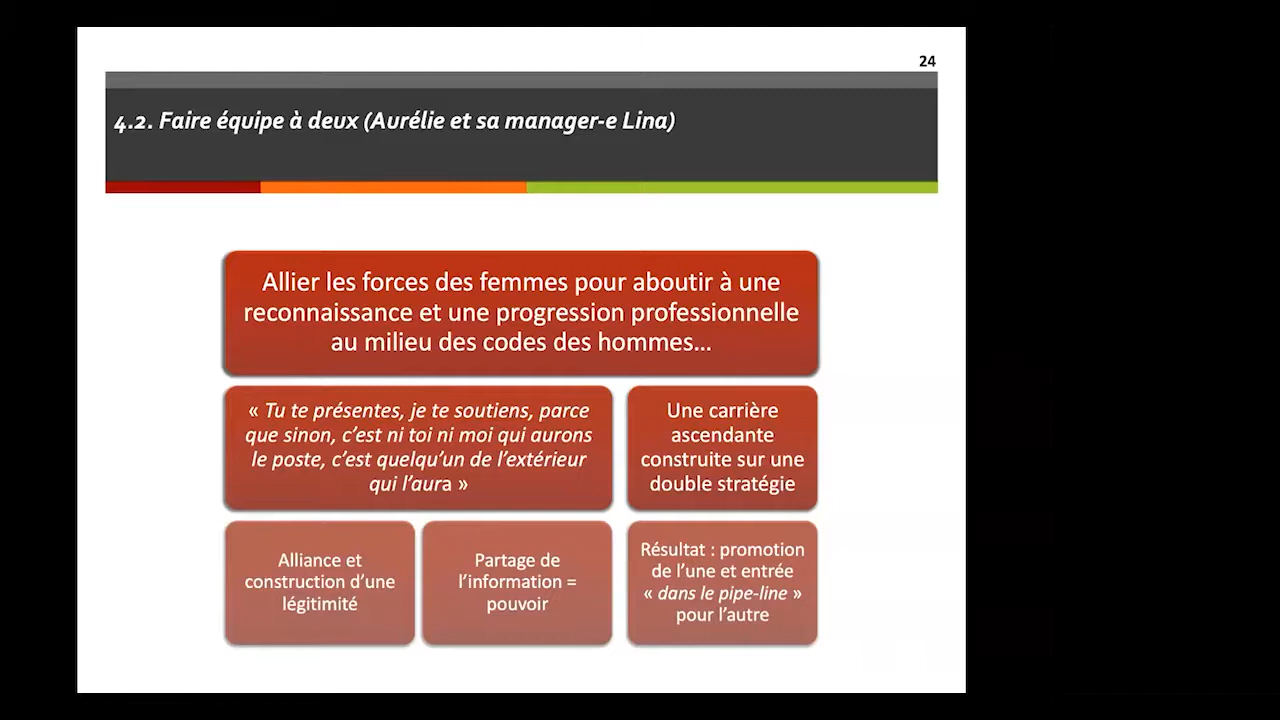 24
4.2. Faire équipe à deux (Aurélie et sa manager-e Lina)
Allier les forces des femmes pour aboutir à une
reconnaissance et une progression professionnelle
au milieu des codes des hommes...
« Tu te présentes, je te soutiens, parce
que sinon, c’est ni toi ni moi qui aurons
le poste, c’est quelqu’un de l’extérieur
qui l’aura »
Une carrière
ascendante
construite sur une
double stratégie
Alliance et
construction d’une
légitimité
Partage de
l’information =
pouvoir
Résultat : promotion
de l’une et entrée
« dans le pipe-line »
pour l’autre